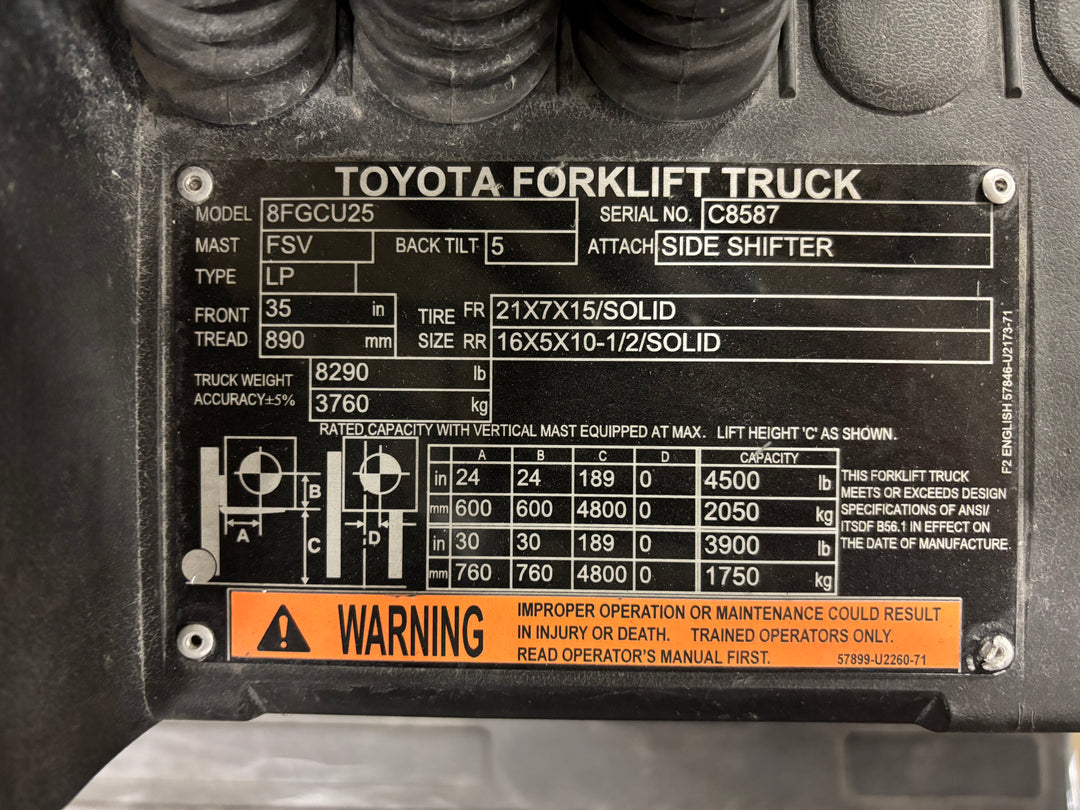 TOYOTA FORKLIFT TRUCK
MODEL 8FGCU25 SERIAL NO. C8587
MAST FSV BACK TILT 5 ATTACH SIDE SHIFTER
TYPE LP
FRONT TREAD 35 in TIRE SIZE FR 21X7X15/SOLID
890 mm RR 16X5X10-1/2/SOLID
TRUCK WEIGHT 8290 lb
ACCURACY±5% 3760 kg
RATED CAPACITY WITH VERTICAL MAST EQUIPPED AT MAX. LIFT HEIGHT 'C' AS SHOWN.
A B C D CAPACITY
in 24 24 189 0 4500 lb
mm 600 600 4800 0 2050 kg
in 30 30 189 0 3900 lb
mm 760 760 4800 0 1750 kg
A B C D
THIS FORKLIFT TRUCK
MEETS OR EXCEEDS DESIGN
SPECIFICATIONS OF ANSI/
ITSDF B56.1 IN EFFECT ON
THE DATE OF MANUFACTURE.
F2 ENGLISH 57846-U2173-71
WARNING
IMPROPER OPERATION OR MAINTENANCE COULD RESULT
IN INJURY OR DEATH. TRAINED OPERATORS ONLY.
READ OPERATOR'S MANUAL FIRST. 57899-U2260-71